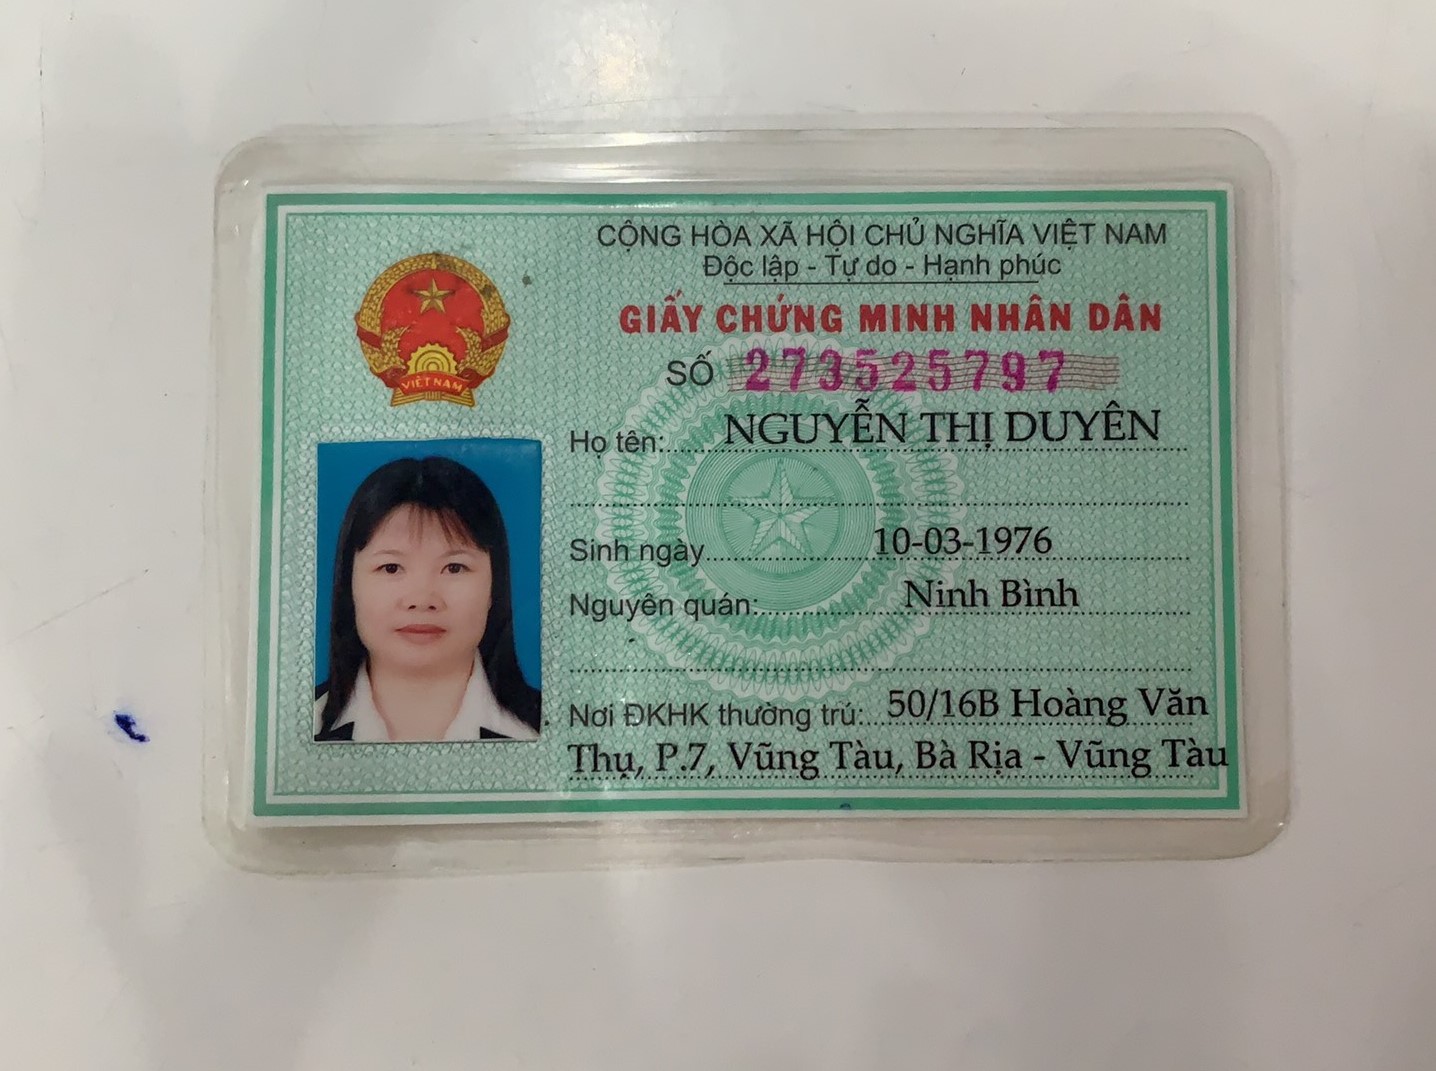 CỘNG HÒA XÃ HỘI CHỦ NGHĨA VIỆT NAM
Độc lập - Tự do - Hạnh phúc
GIẤY CHỨNG MINH NHÂN DÂN
SỐ 273525797
VIỆT NAM
Họ tên: NGUYỄN THỊ DUYÊN
Sinh ngày 10-03-1976
Nguyên quán: Ninh Bình
Nơi ĐKHK thường trú: 50/16B Hoàng Văn
Thụ, P.7, Vũng Tàu, Bà Rịa - Vũng Tàu